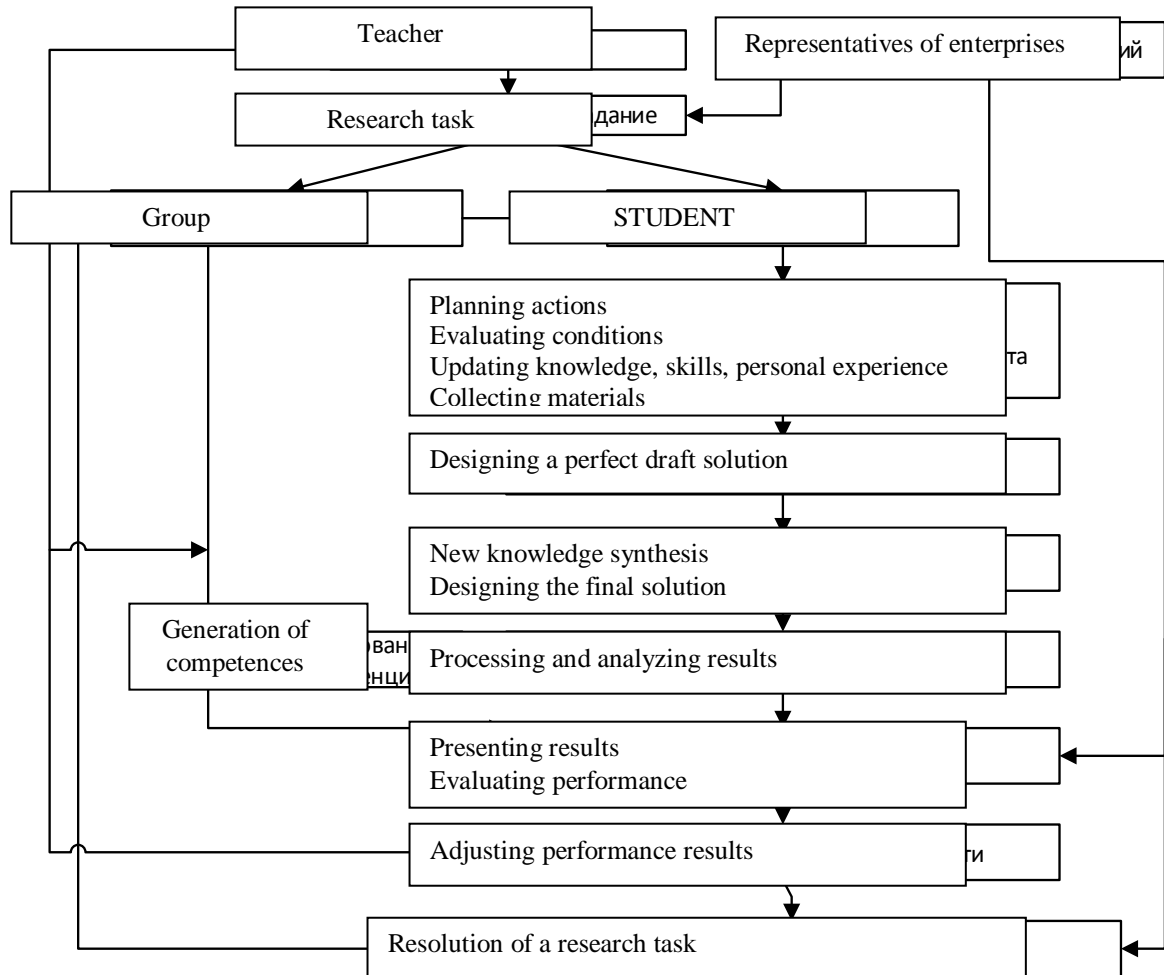 Teacher
Representatives of enterprises
ий
Research task
дание
Group
STUDENT
Planning actions
Evaluating conditions
Updating knowledge, skills, personal experience
та
Collecting materials
Designing a perfect draft solution
New knowledge synthesis
Designing the final solution
Generation of
competences
ован
енци
Processing and analyzing results
Presenting results
Evaluating performance
Adjusting performance results
ти
Resolution of a research task